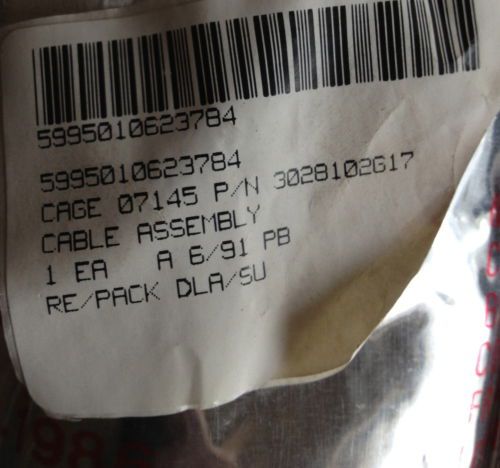 5995010623784
5995010623784
CAGE 07145 P/N 3028102G17
CABLE ASSEMBLY
1 EA A 6/91 PB
RE/PACK DLA/SU